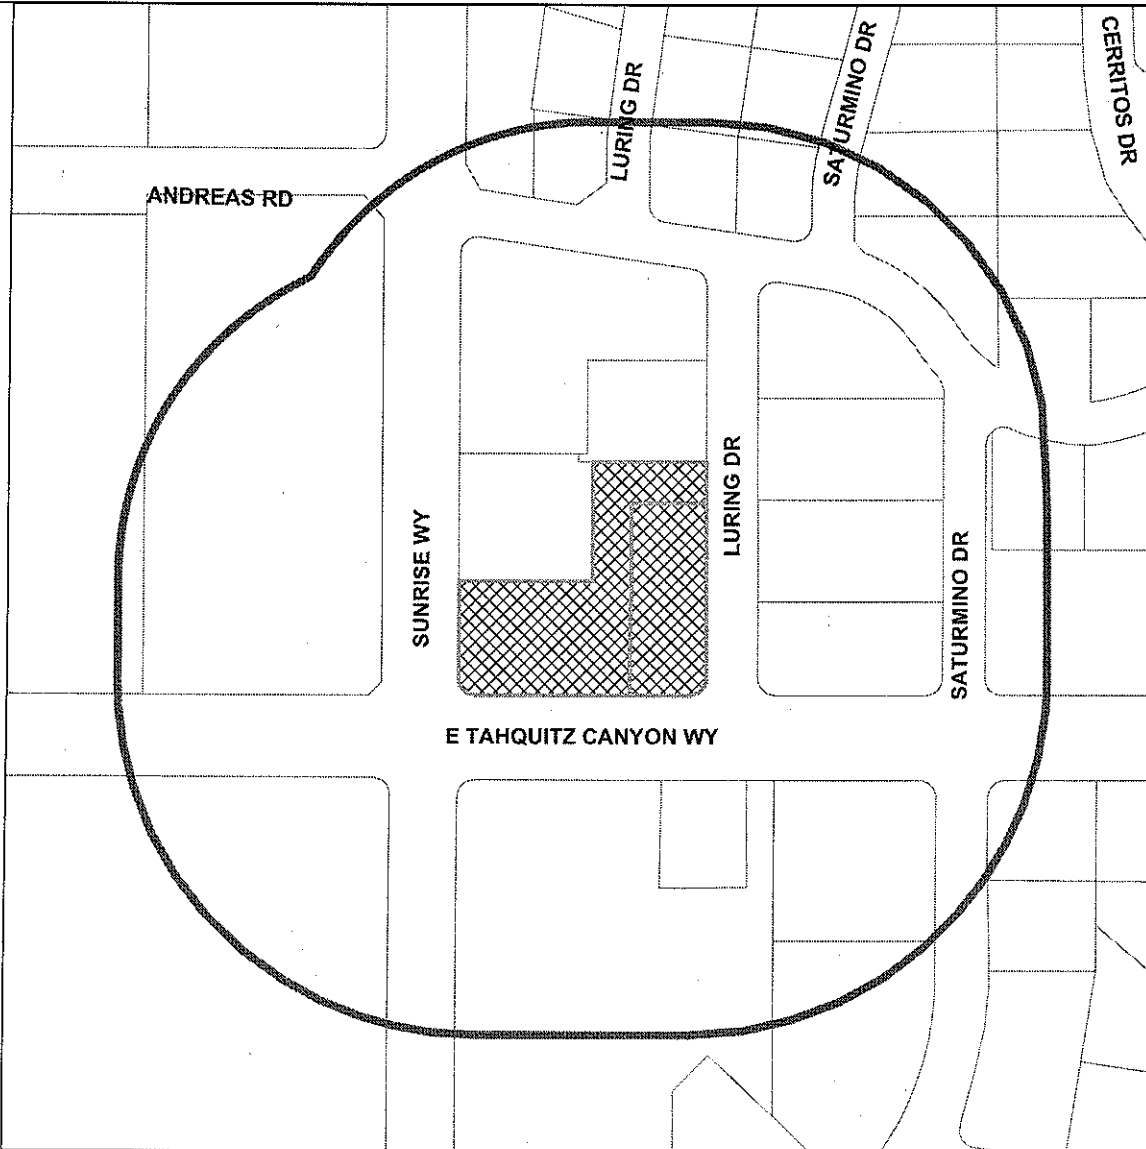 CERRITOS DR
SATURMINO DR
LURING DR
ANDREAS RD
LURING DR
SUNRISE WY
SATURMINO DR
E TAHQUITZ CANYON WY